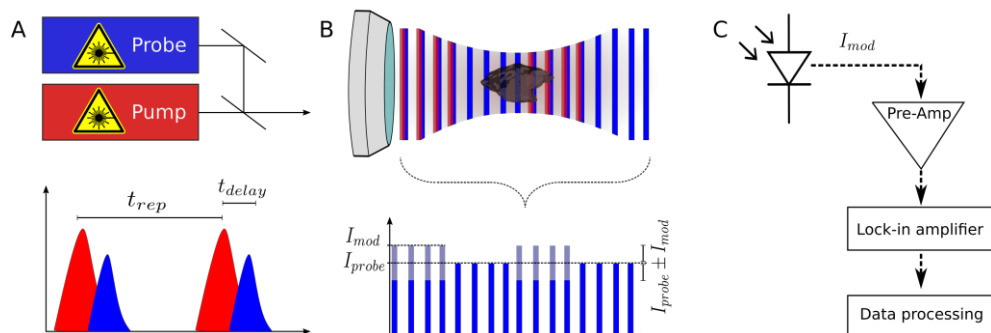 A
Probe
Pump
t_rep
t_delay
B
I_mod
I_probe
I_probe ± I_mod
C
I_mod
Pre-Amp
Lock-in amplifier
Data processing